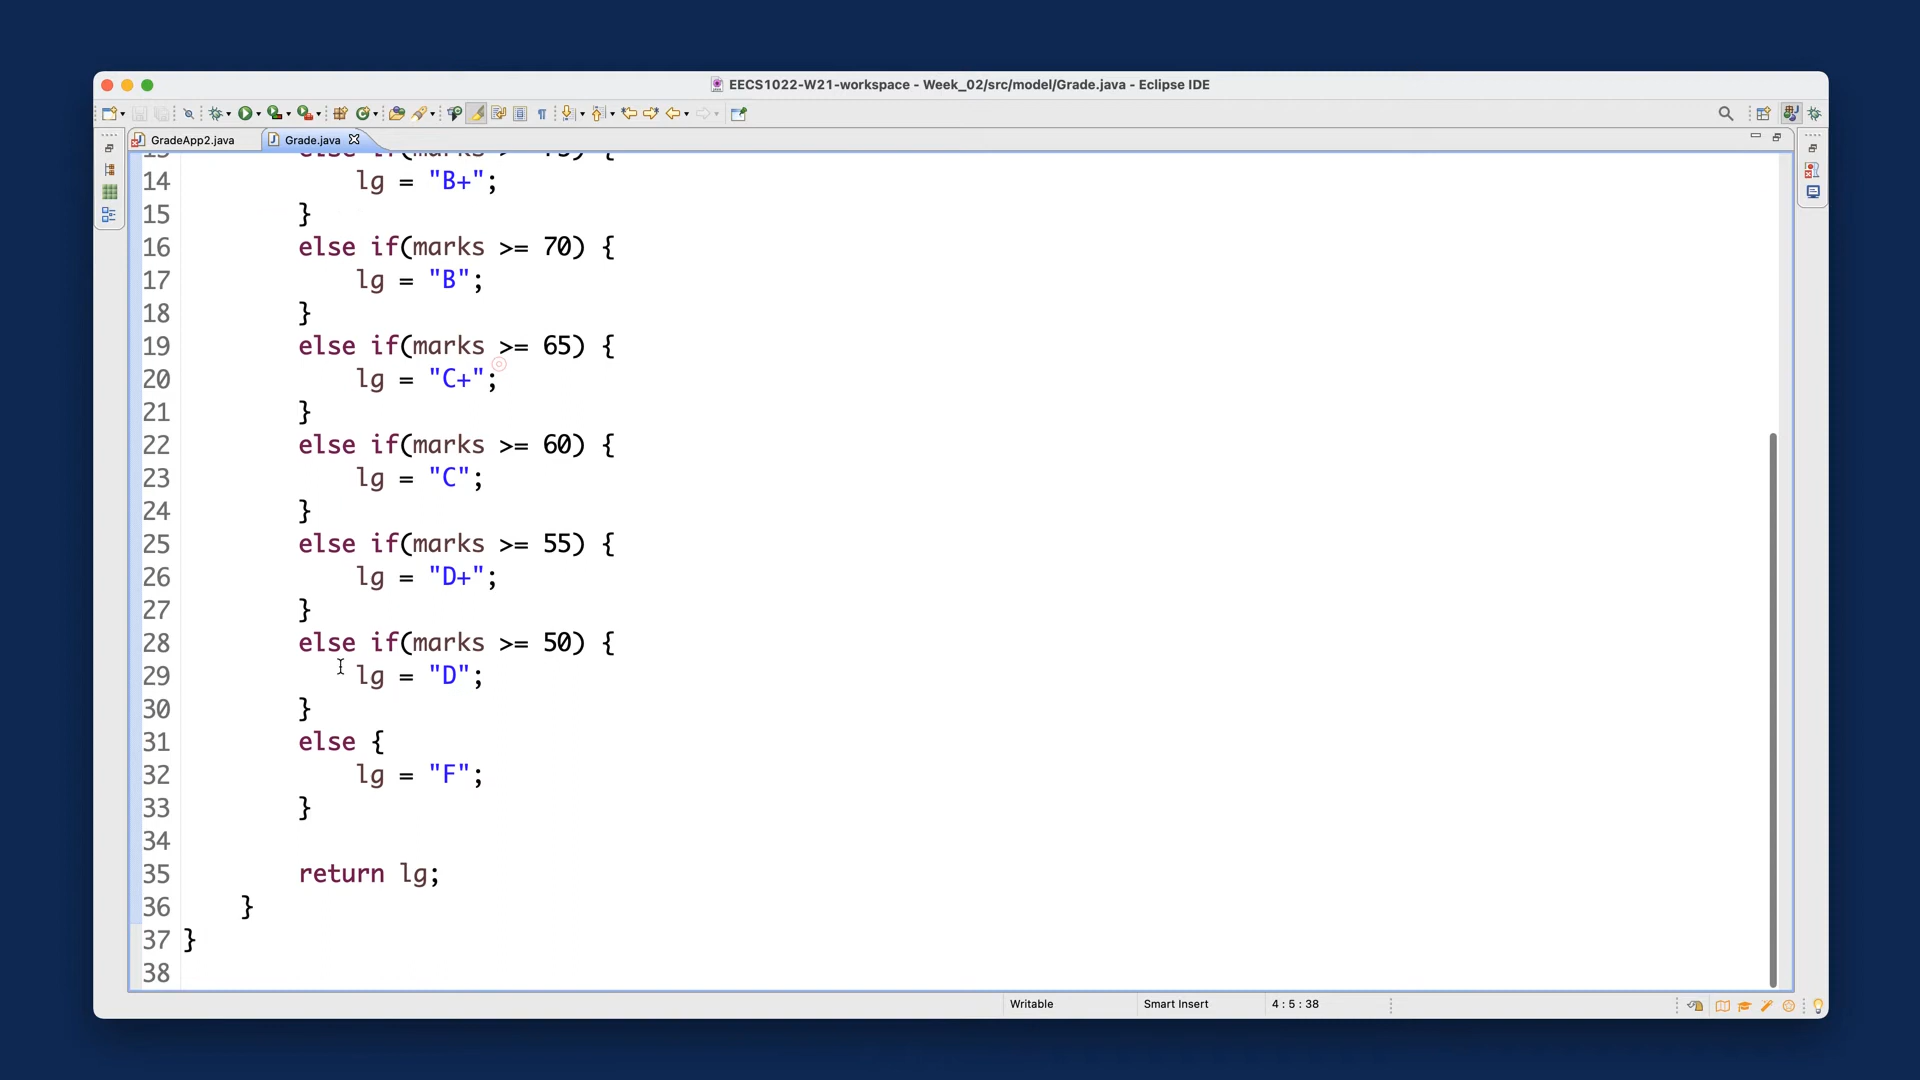 EECS1022-W21-workspace - Week_02/src/model/Grade.java - Eclipse IDE
GradeApp2.java
Grade.java
14 lg = "B+";
15 }
16 else if(marks >= 70) {
17 lg = "B";
18 }
19 else if(marks >= 65) {
20 lg = "C+";
21 }
22 else if(marks >= 60) {
23 lg = "C";
24 }
25 else if(marks >= 55) {
26 lg = "D+";
27 }
28 else if(marks >= 50) {
29 lg = "D";
30 }
31 else {
32 lg = "F";
33 }
34
35 return lg;
36 }
37 }
38
Writable
Smart Insert
4 : 5 : 38